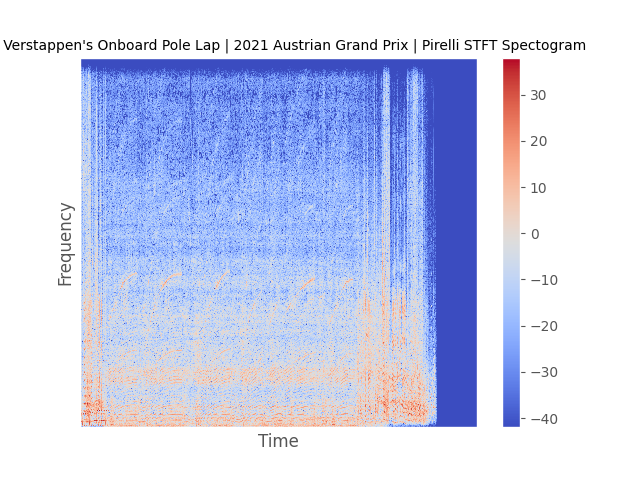 Verstappen's Onboard Pole Lap | 2021 Austrian Grand Prix | Pirelli STFT Spectogram
Frequency
Time
30
20
10
0
−10
−20
−30
−40